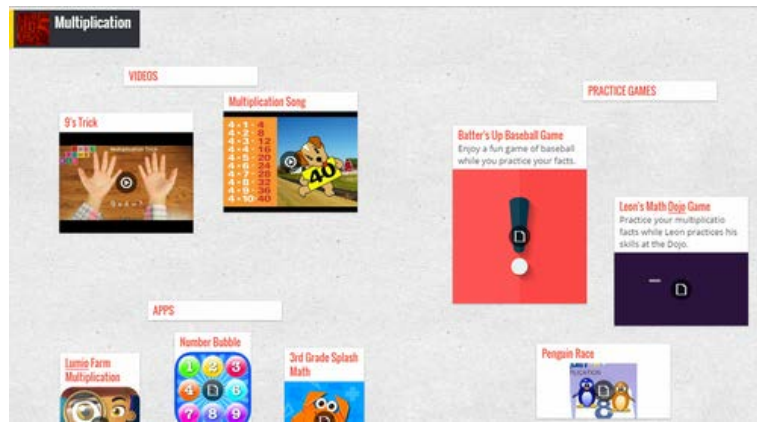 Multiplication
VIDEOS
9's Trick
Multiplication Trick
Multiplication Song
4×1=4
4×2=8
4×3=12
4×4=16
4×5=20
4×6=24
4×7=28
4×8=32
4×9=36
4×10=40
40
APPS
Lumio Farm
Multiplication
Number Bubble
1 2 3
4 6
7 8 9
3rd Grade Splash
Math
PRACTICE GAMES
Batter's Up Baseball Game
Enjoy a fun game of baseball
while you practice your facts.
Leon's Math Dojo Game
Practice your multiplicatio
facts while Leon practices his
skills at the Dojo.
Penguin Race